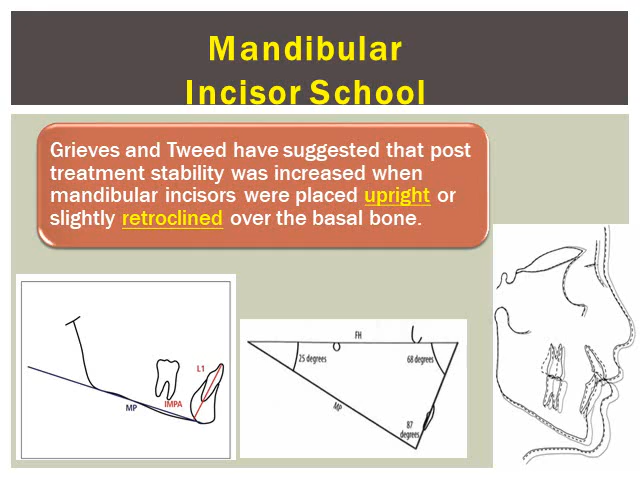 Mandibular
Incisor School
Grieves and Tweed have suggested that post
treatment stability was increased when
mandibular incisors were placed upright or
slightly retroclined over the basal bone.
L1
MP
IMPA
FH
25 degrees
68 degrees
MP
87
degrees